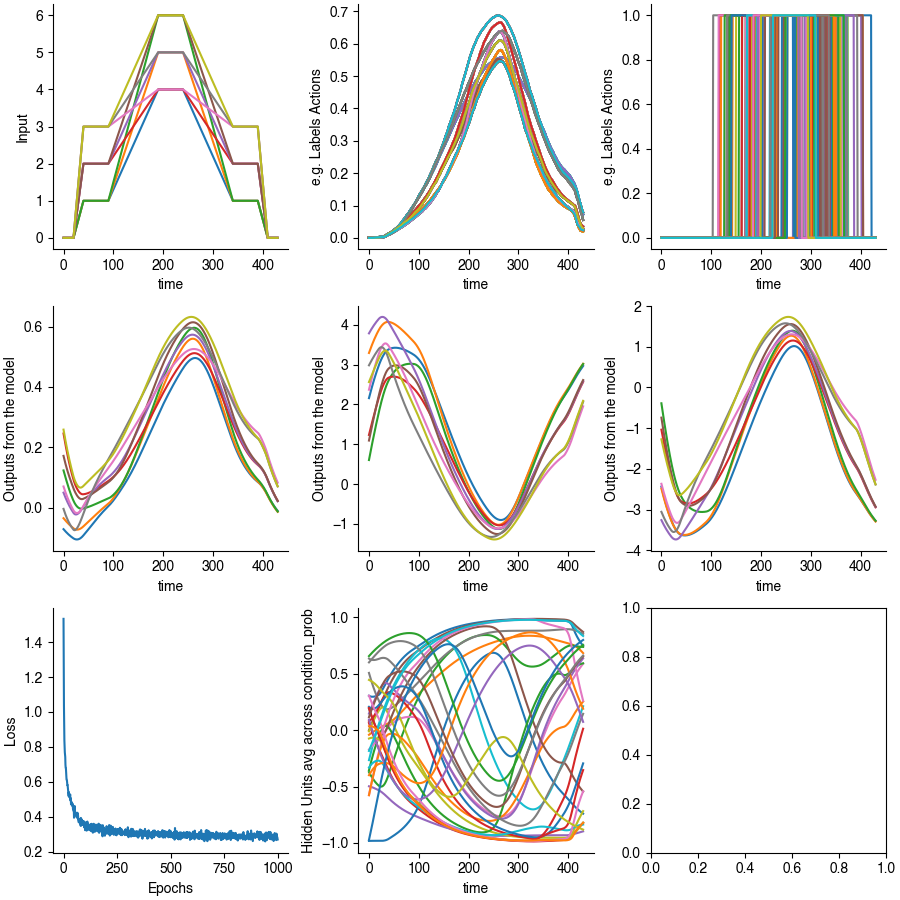 6
5
4
3
2
1
0
Input
0 100 200 300 400
time
0.7
0.6
0.5
0.4
0.3
0.2
0.1
0.0
e.g. Labels Actions
0 100 200 300 400
time
1.0
0.8
0.6
0.4
0.2
0.0
e.g. Labels Actions
0 100 200 300 400
time
0.6
0.4
0.2
0.0
Outputs from the model
0 100 200 300 400
time
4
3
2
1
0
−1
Outputs from the model
0 100 200 300 400
time
2
1
0
−1
−2
−3
−4
Outputs from the model
0 100 200 300 400
time
1.4
1.2
1.0
0.8
0.6
0.4
0.2
Loss
0 250 500 750 1000
Epochs
1.0
0.5
0.0
−0.5
−1.0
Hidden Units avg across condition_prob
0 100 200 300 400
time
1.0
0.8
0.6
0.4
0.2
0.0
0.0 0.2 0.4 0.6 0.8 1.0